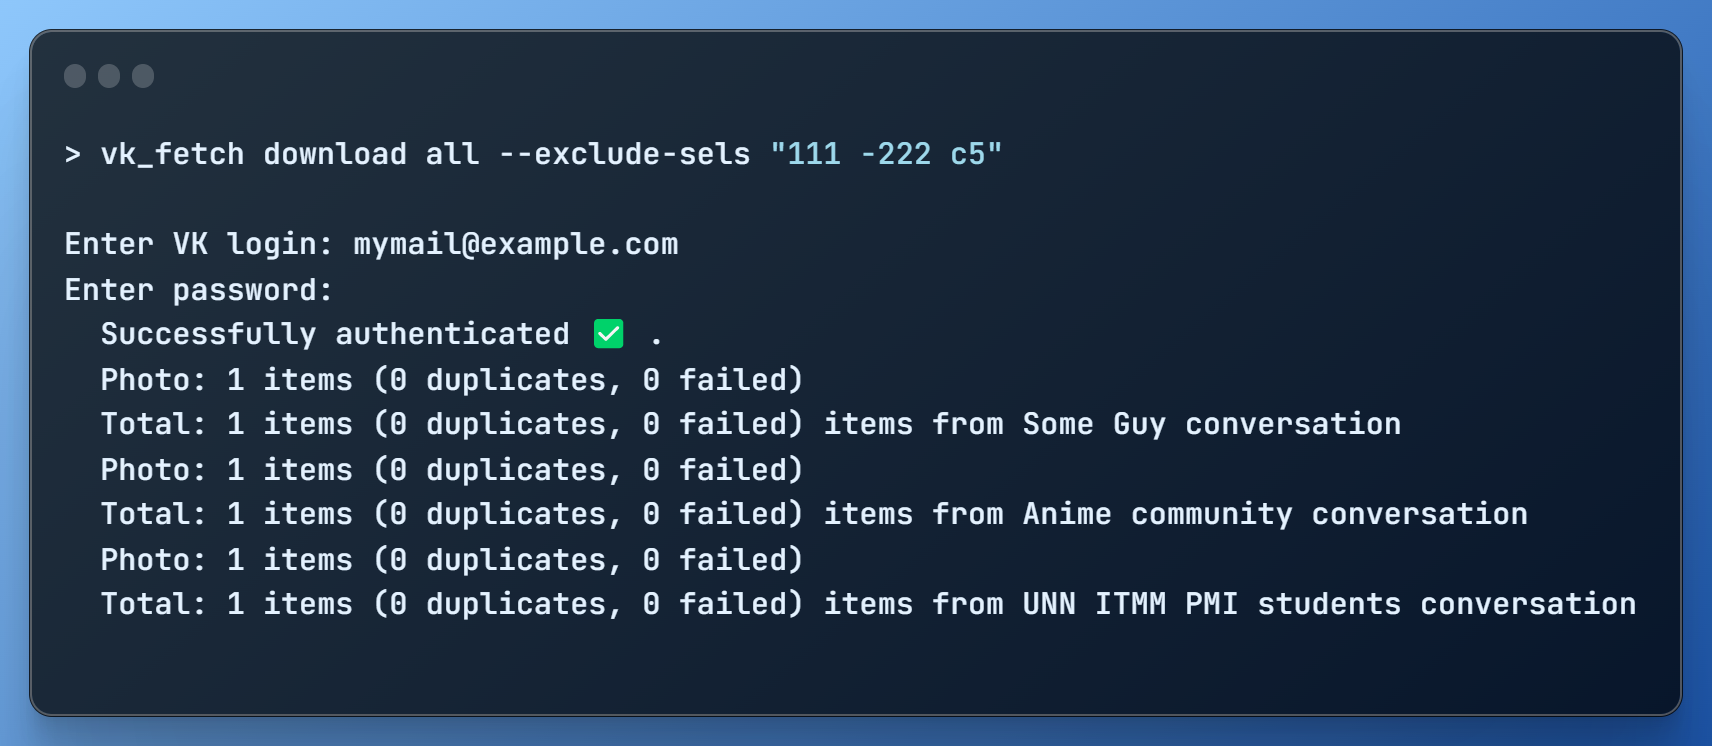 > vk_fetch download all --exclude-sels "111 -222 c5"
Enter VK login: mymail@example.com
Enter password:
Successfully authenticated ✅ .
Photo: 1 items (0 duplicates, 0 failed)
Total: 1 items (0 duplicates, 0 failed) items from Some Guy conversation
Photo: 1 items (0 duplicates, 0 failed)
Total: 1 items (0 duplicates, 0 failed) items from Anime community conversation
Photo: 1 items (0 duplicates, 0 failed)
Total: 1 items (0 duplicates, 0 failed) items from UNN ITMM PMI students conversation